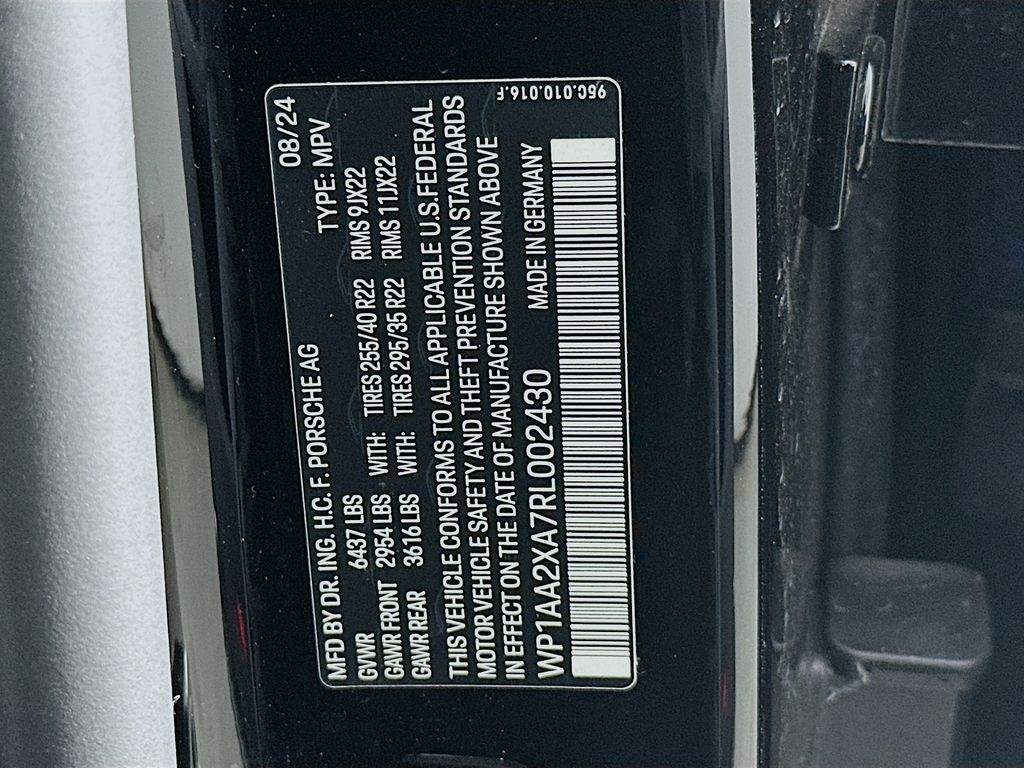 MFD BY DR. ING. H.C. F. PORSCHE AG 08/24
TYPE: MPV
GVWR 6437 LBS
GAWR FRONT 2954 LBS WITH: TIRES 255/40 R22 RIMS 9JX22
GAWR REAR 3616 LBS WITH: TIRES 295/35 R22 RIMS 11JX22
THIS VEHICLE CONFORMS TO ALL APPLICABLE U.S. FEDERAL
MOTOR VEHICLE SAFETY AND THEFT PREVENTION STANDARDS
IN EFFECT ON THE DATE OF MANUFACTURE SHOWN ABOVE
WP1AA2XA7RL002430 MADE IN GERMANY
95C.010.016.F